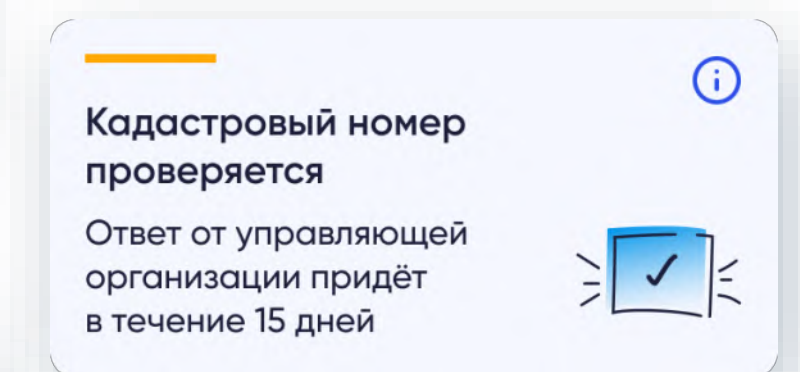 Кадастровый номер
проверяется
Ответ от управляющей
организации придёт
в течение 15 дней